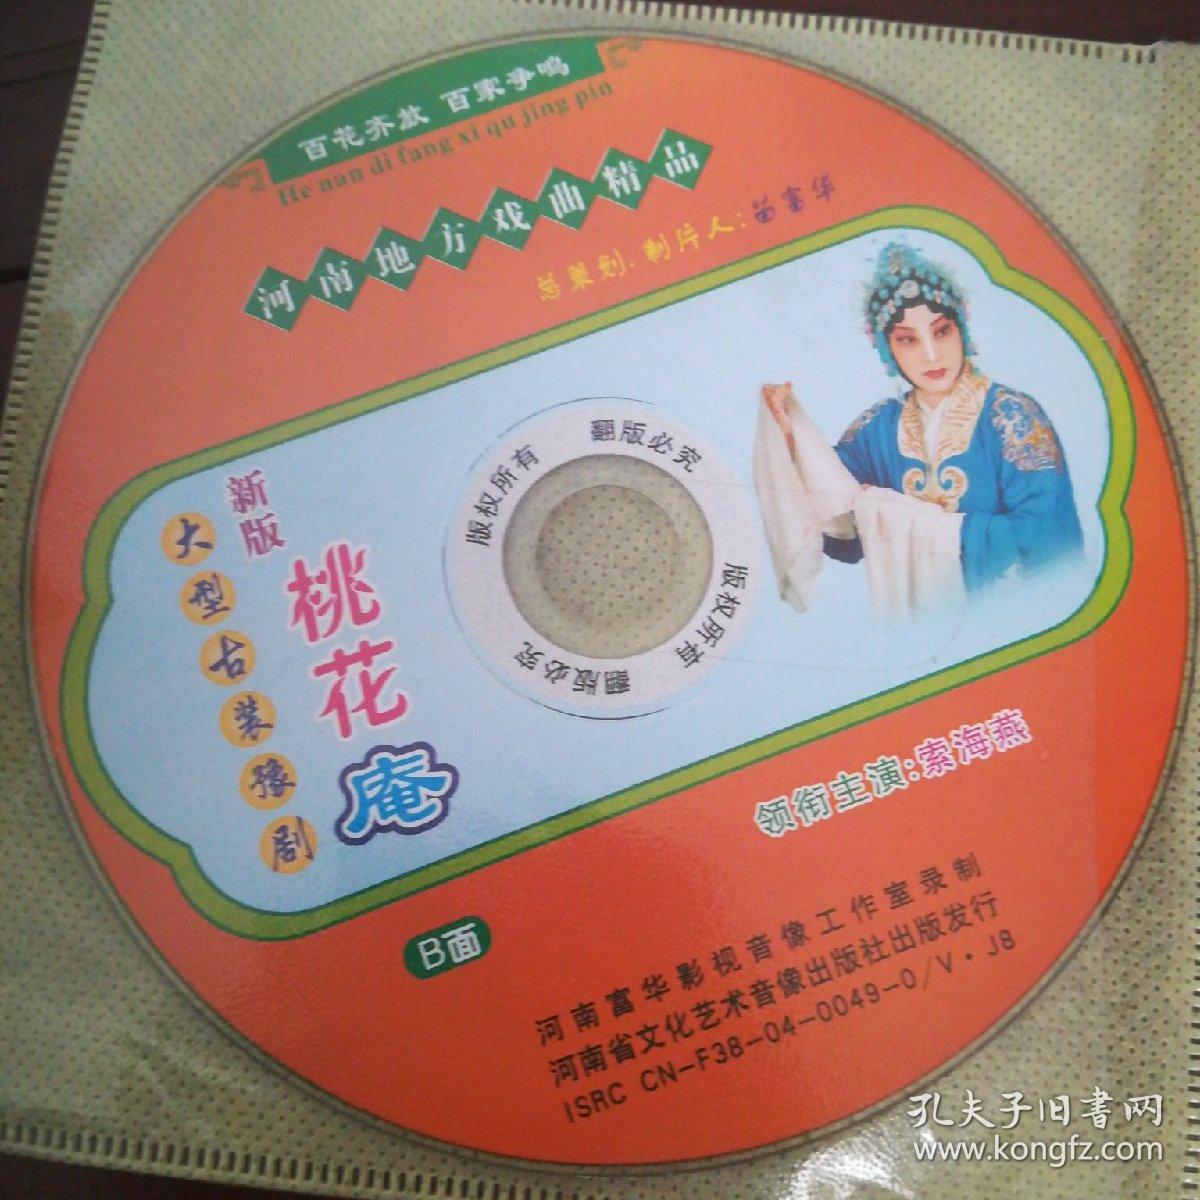 百花齐放 百家争鸣
He nan di fang xi qu jing pin
河南地方戏曲精品
总策划、制片人:苗富华
版权所有 翻版必究
版权所有 翻版必究
新版
桃花庵
大型古装豫剧
领衔主演:索海燕
B面
河南富华影视音像工作室录制
河南省文化艺术音像出版社出版发行
ISRC CN-F38-04-0049-0/V·J8
孔夫子旧书网
www.kongfz.com